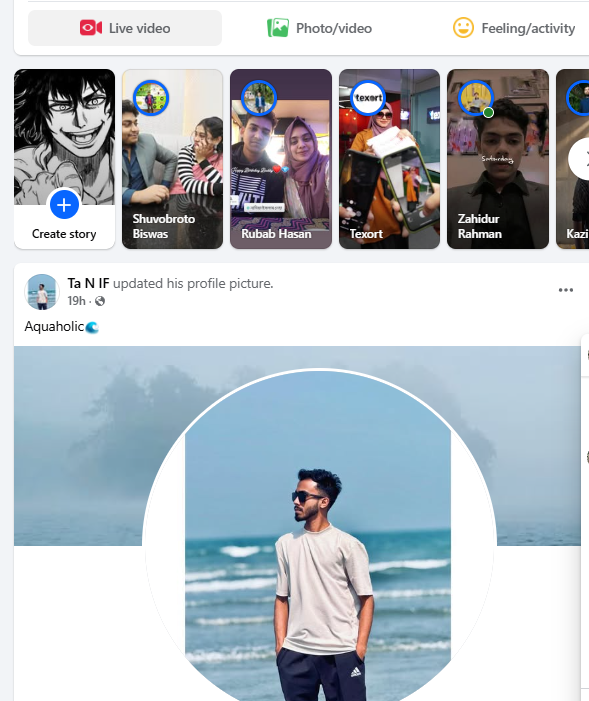 Live video
Photo/video
Feeling/activity
Create story
Shuvobroto
Biswas
Rubab Hasan
texort
Texort
Saturday
Zahidur
Rahman
Kazi
Ta N IF updated his profile picture.
19h ·
Aquaholic🌊